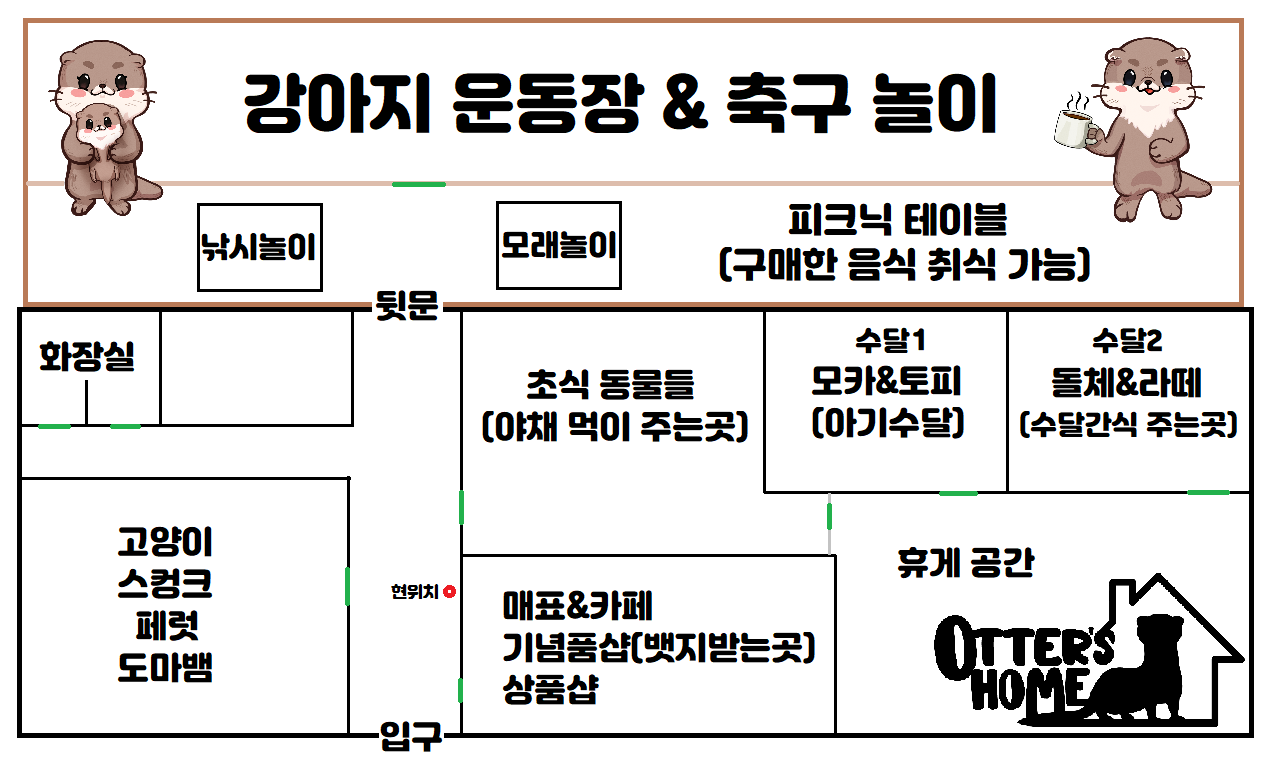 강아지 운동장 & 축구 놀이
낚시놀이
모래놀이
피크닉 테이블
(구매한 음식 취식 가능)
뒷문
화장실
초식 동물들
(야채 먹이 주는곳)
수달1
모카&토피
(아기수달)
수달2
돌체&라떼
(수달간식 주는곳)
고양이
스컹크
페럿
도마뱀
현위치
매표&카페
기념품샵(뱃지받는곳)
상품샵
휴게 공간
OTTER'S
HOME
입구